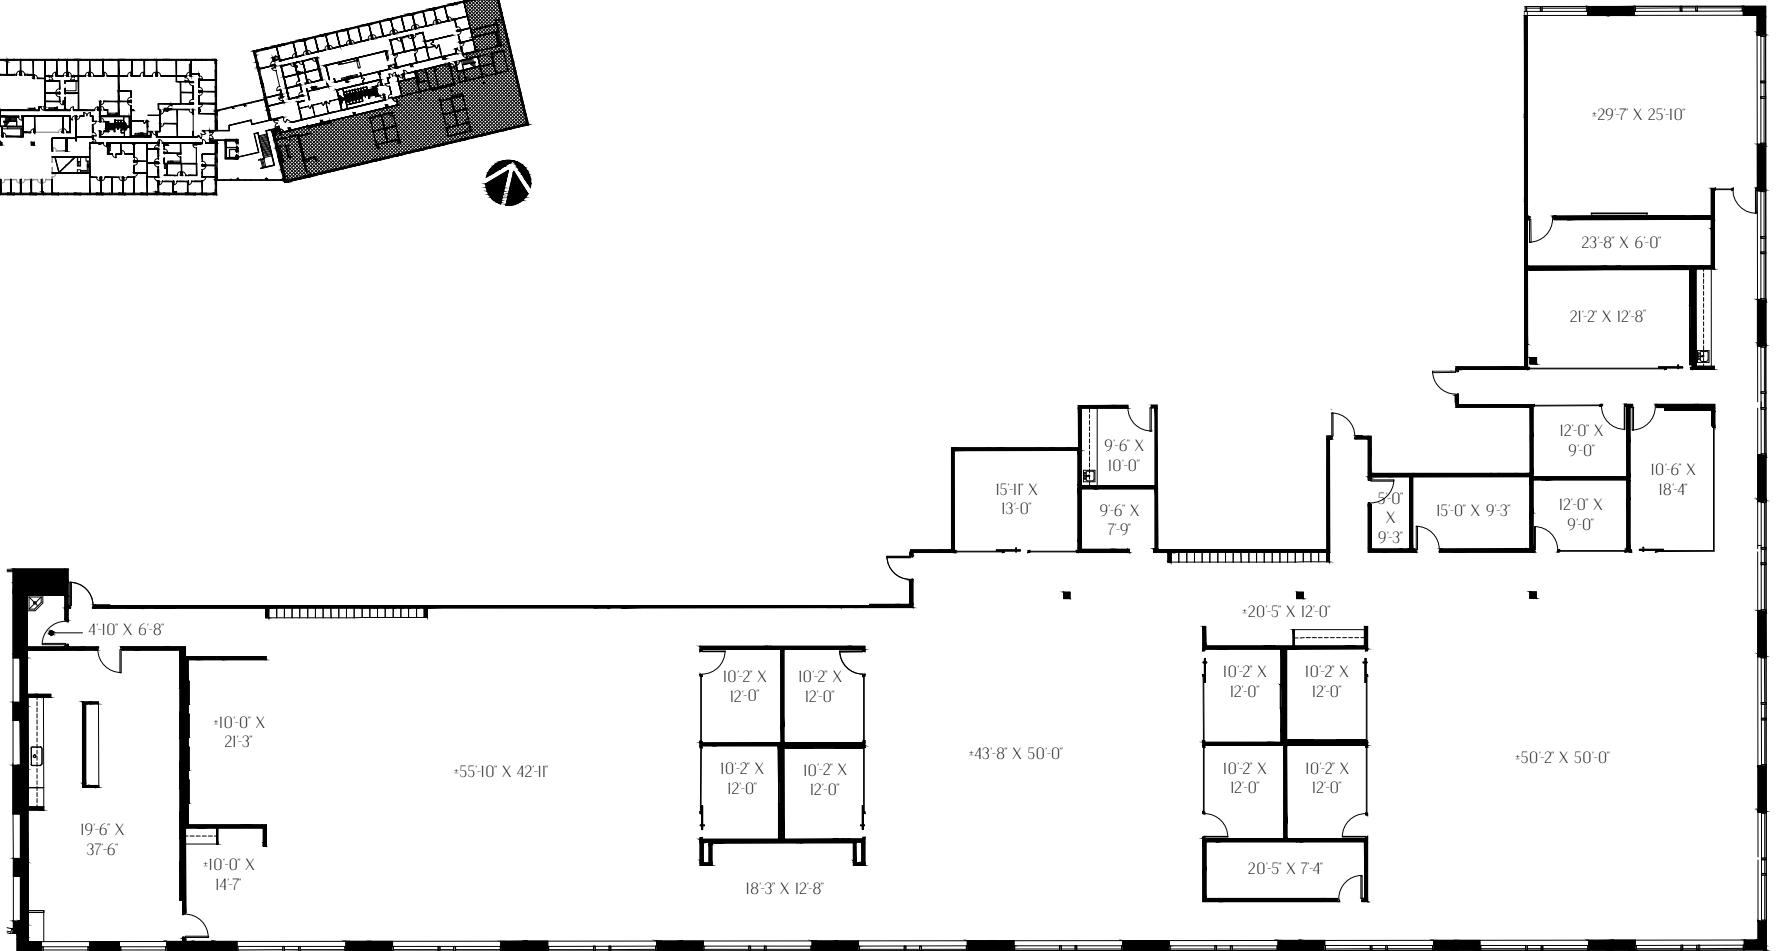 ±29'-7" X 25'-10"
23'-8" X 6'-0"
21'-2" X 12'-8"
12'-0" X
9'-0"
10'-6" X
18'-4"
9'-6" X
10'-0"
15'-11" X
13'-0"
9'-6" X
7'-9"
5'-0"
X
9'-3"
15'-0" X 9'-3"
12'-0" X
9'-0"
±20'-5" X 12'-0"
4'-10" X 6'-8"
10'-2" X
12'-0"
10'-2" X
12'-0"
10'-2" X
12'-0"
10'-2" X
12'-0"
±10'-0" X
21'-3"
±55'-10" X 42'-11"
±43'-8" X 50'-0"
±50'-2" X 50'-0"
10'-2" X
12'-0"
10'-2" X
12'-0"
10'-2" X
12'-0"
10'-2" X
12'-0"
19'-6" X
37'-6"
±10'-0" X
14'-7"
18'-3" X 12'-8"
20'-5" X 7'-4"